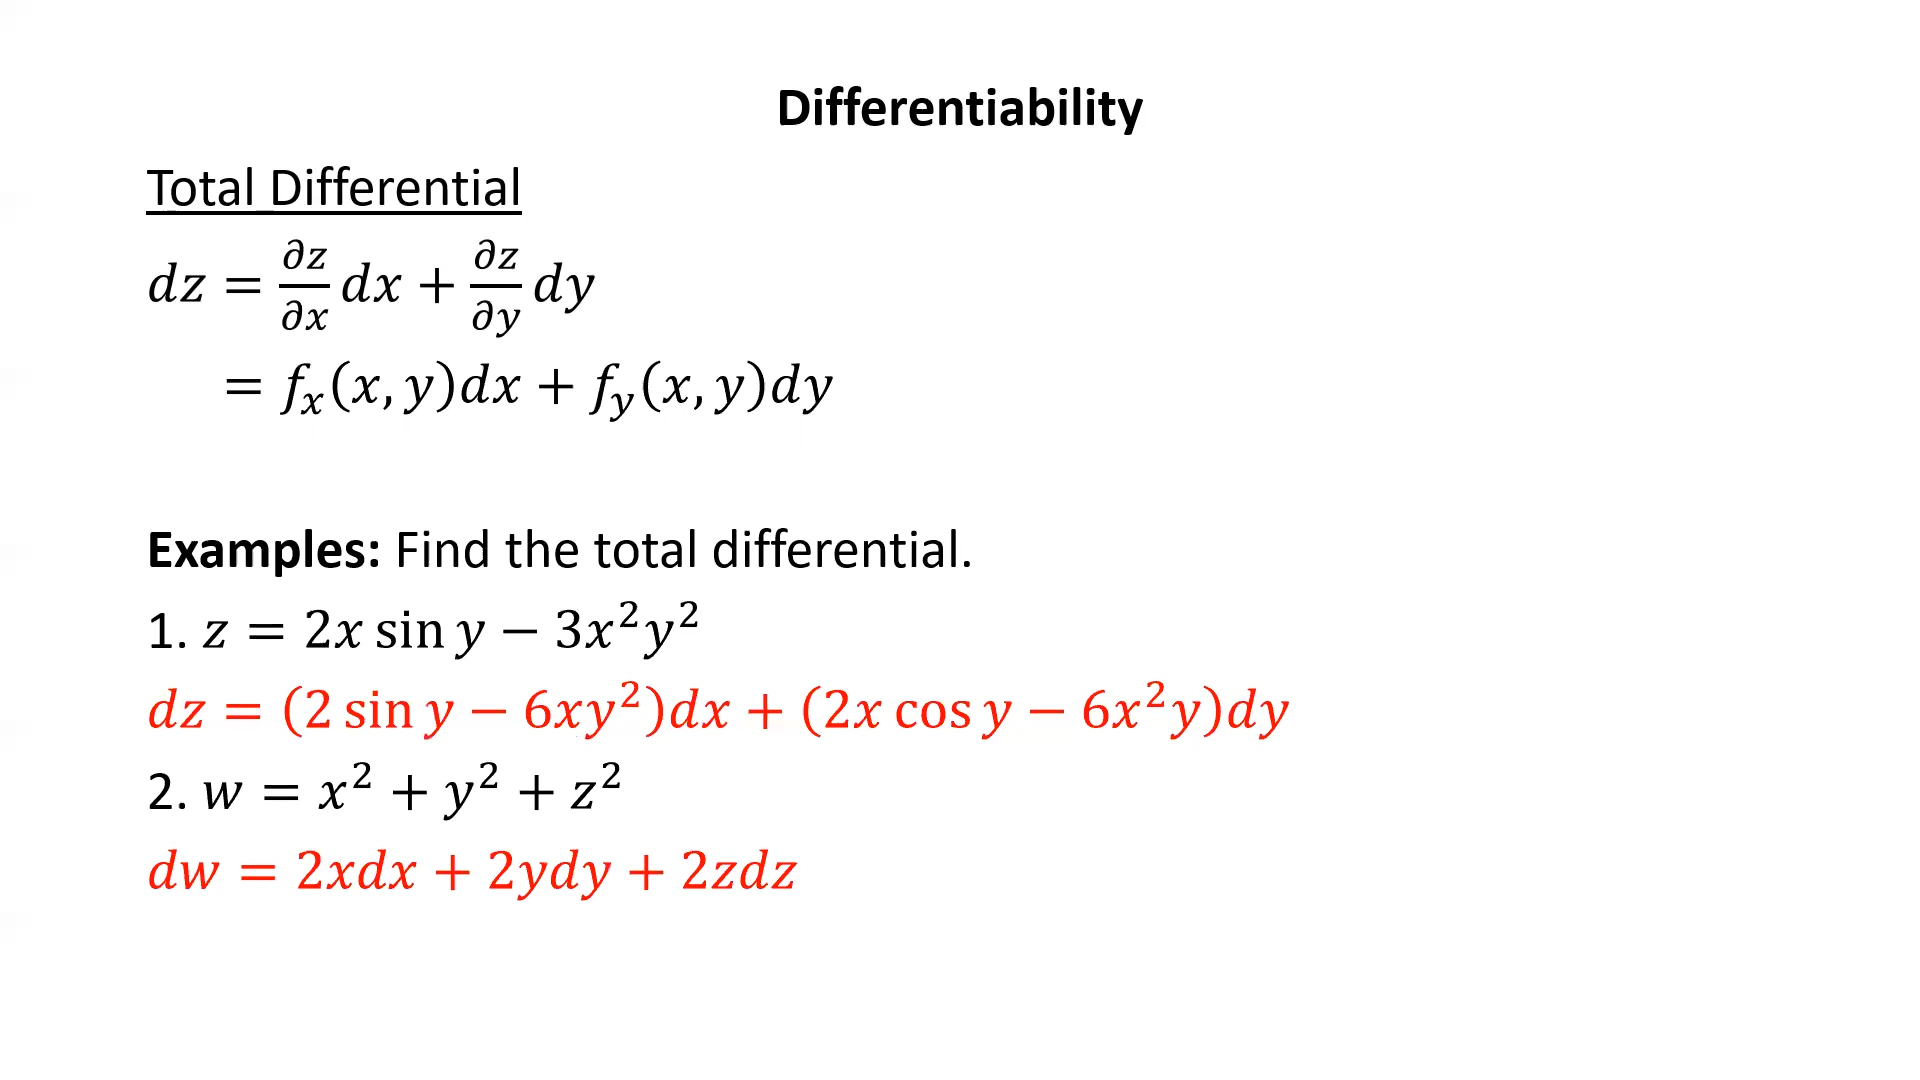 Differentiability
Total Differential
dz = ∂z/∂x dx + ∂z/∂y dy
= fₓ(x, y)dx + f_y(x, y)dy
Examples: Find the total differential.
1. z = 2x sin y − 3x²y²
dz = (2 sin y − 6xy²)dx + (2x cos y − 6x²y)dy
2. w = x² + y² + z²
dw = 2xdx + 2ydy + 2zdz